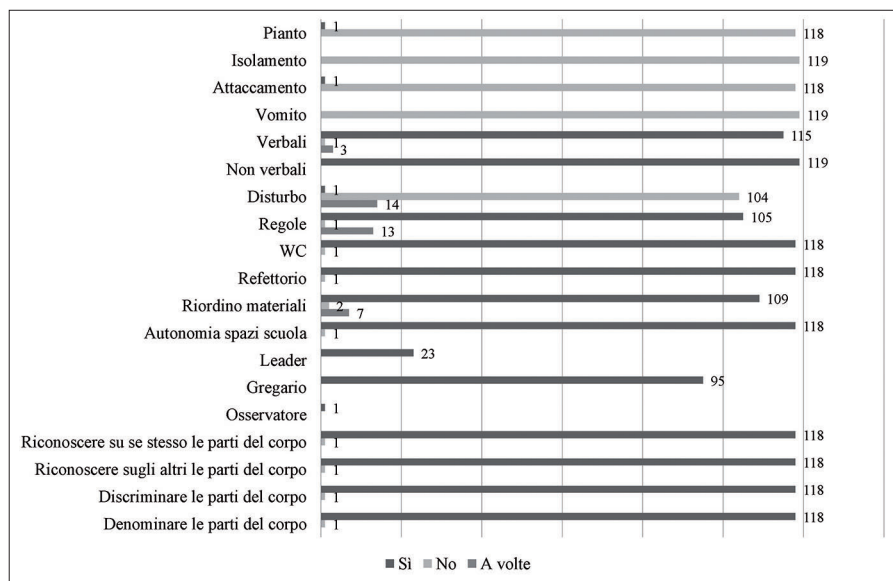 Pianto 1 118
Isolamento 119
Attaccamento 1 118
Vomito 119
Verbali 115 1 3
Non verbali 119
Disturbo 1 104 14
Regole 105 1 13
WC 118 1
Refettorio 118 1
Riordino materiali 109 2 7
Autonomia spazi scuola 118 1
Leader 23
Gregario 95
Osservatore 1
Riconoscere su se stesso le parti del corpo 118 1
Riconoscere sugli altri le parti del corpo 118 1
Discriminare le parti del corpo 118 1
Denominare le parti del corpo 118 1
Sì No A volte